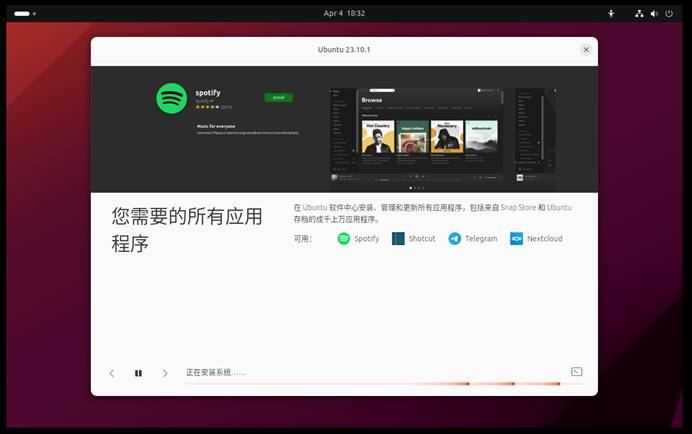 Apr 4 18:32
Ubuntu 23.10.1
spotify
Spotify
Install
Music for everyone
Browse
Hot Country
Happy Holidays
您需要的所有应用
程序
在 Ubuntu 软件中心安装、管理和更新所有应用程序，包括来自 Snap Store 和 Ubuntu
存档的成千上万应用程序。
可用： Spotify Shotcut Telegram Nextcloud
正在安装系统……